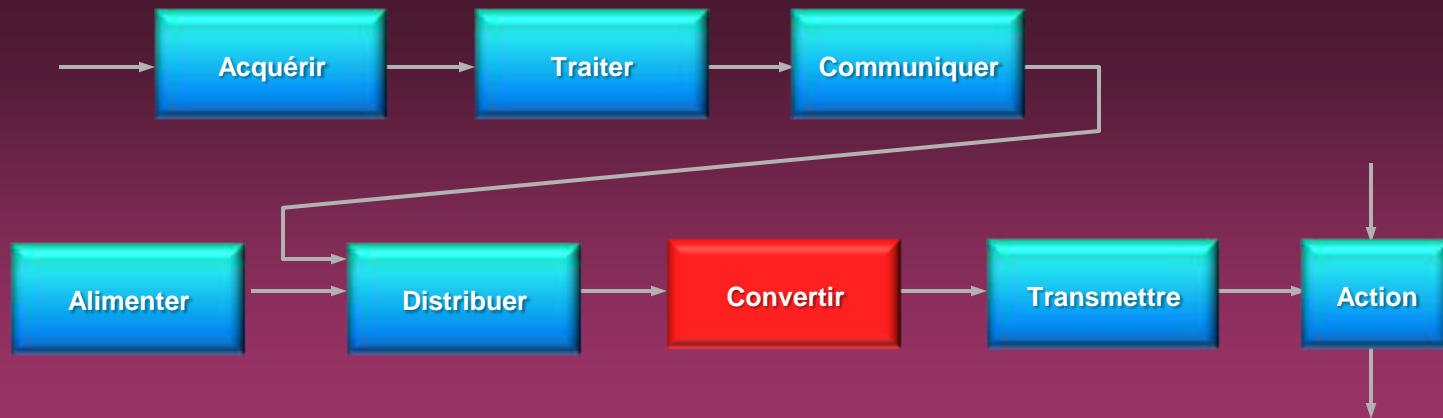 Acquérir
Traiter
Communiquer
Alimenter
Distribuer
Convertir
Transmettre
Action